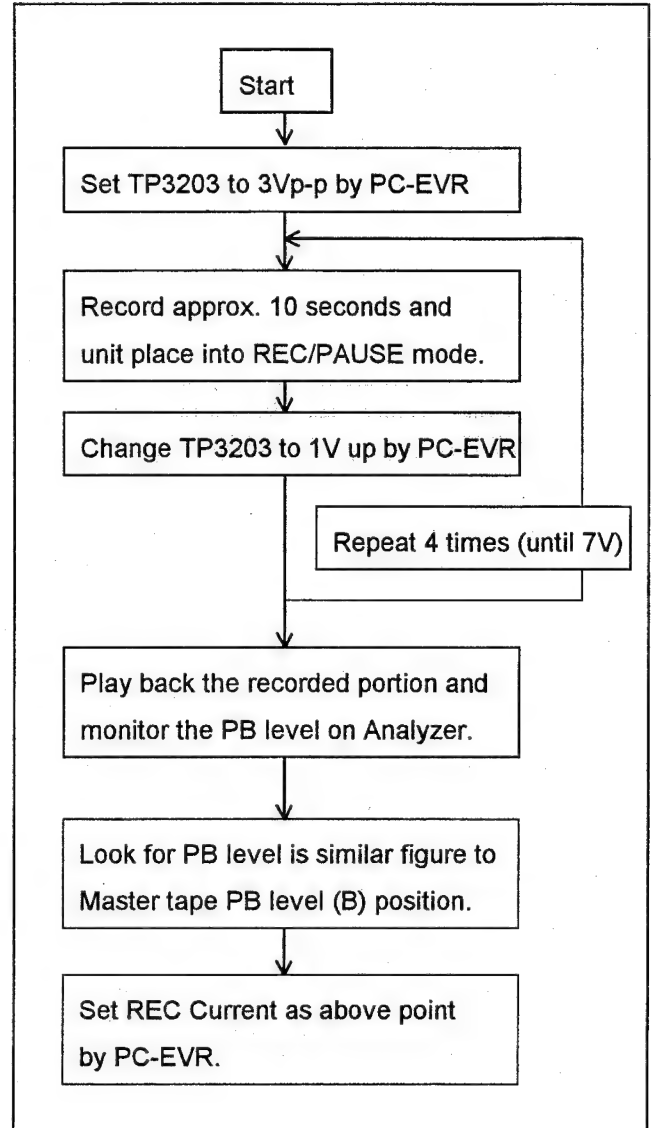 Start
Set TP3203 to 3Vp-p by PC-EVR
Record approx. 10 seconds and
unit place into REC/PAUSE mode.
Change TP3203 to 1V up by PC-EVR
Repeat 4 times (until 7V)
Play back the recorded portion and
monitor the PB level on Analyzer.
Look for PB level is similar figure to
Master tape PB level (B) position.
Set REC Current as above point
by PC-EVR.